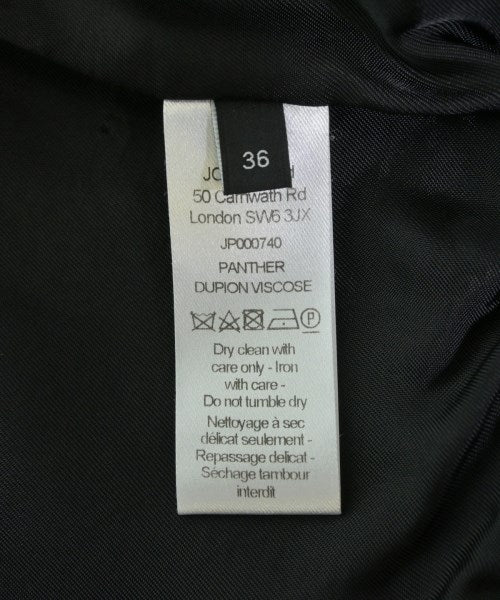 36
50 Carnwath Rd
London SW6 3JX
JP000740
PANTHER
DUPION VISCOSE
P
Dry clean with
care only - Iron
with care -
Do not tumble dry
Nettoyage à sec
délicat seulement -
Repassage delicat -
Séchage tambour
interdit